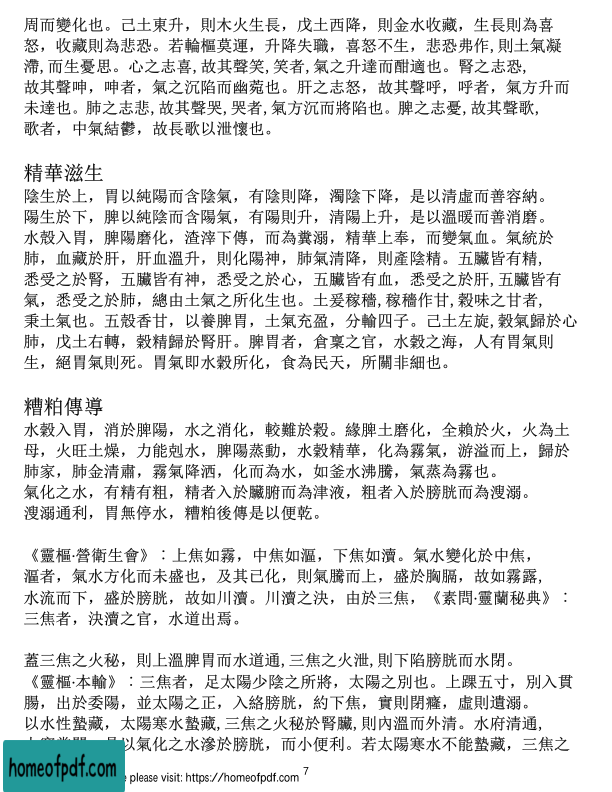 周而變化也。己土東升，則木火生長，戊土西降，則金水收藏，生長則為喜
怒，收藏則為悲恐。若輪樞莫運，升降失職，喜怒不生，悲恐弗作,則土氣凝
滯,而生憂思。心之志喜,故其聲笑,笑者,氣之升達而酣適也。腎之志恐,
故其聲呻，呻者，氣之沉陷而幽菀也。肝之志怒，故其聲呼，呼者，氣方升而
未達也。肺之志悲,故其聲哭,哭者,氣方沉而將陷也。脾之志憂,故其聲歌,
歌者，中氣結鬱，故長歌以泄懷也。
精華滋生
陰生於上，胃以純陽而含陰氣，有陰則降，濁陰下降，是以清虛而善容納。
陽生於下，脾以純陰而含陽氣，有陽則升，清陽上升，是以溫暖而善消磨。
水殼入胃，脾陽磨化，渣滓下傳，而為糞溺，精華上奉，而變氣血。氣統於
肺，血藏於肝，肝血溫升，則化陽神，肺氣清降，則產陰精。五臟皆有精,
悉受之於腎，五臟皆有神，悉受之於心，五臟皆有血，悉受之於肝,五臟皆有
氣，悉受之於肺，總由土氣之所化生也。土爰稼穡,稼穡作甘,穀味之甘者,
秉土氣也。五殼香甘，以養脾胃，土氣充盈，分輸四子。己土左旋,穀氣歸於心
肺，戊土右轉，穀精歸於腎肝。脾胃者，倉稟之官，水穀之海，人有胃氣則
生，絕胃氣則死。胃氣即水穀所化，食為民天，所關非細也。
糟粕傳導
水穀入胃，消於脾陽，水之消化，較難於穀。緣脾土磨化，全賴於火，火為土
母，火旺土燥，力能剋水，脾陽蒸動，水穀精華，化為霧氣，游溢而上，歸於
肺家，肺金清肅，霧氣降洒，化而為水，如釜水沸騰，氣蒸為霧也。
氣化之水，有精有粗，精者入於臟腑而為津液，粗者入於膀胱而為溲溺。
溲溺通利，胃無停水，糟粕後傳是以便乾。
《靈樞·營衛生會》：上焦如霧，中焦如漚，下焦如瀆。氣水變化於中焦，
漚者，氣水方化而未盛也，及其已化，則氣騰而上，盛於胸膈，故如霧露,
水流而下，盛於膀胱，故如川瀆。川瀆之決，由於三焦，《素問·靈蘭秘典》：
三焦者，決瀆之官，水道出焉。
蓋三焦之火秘，則上溫脾胃而水道通,三焦之火泄,則下陷膀胱而水閉。
《靈樞·本輸》：三焦者，足太陽少陰之所將，太陽之別也。上踝五寸，別入貫
腸，出於委陽，並太陽之正，入絡膀胱，約下焦，實則閉癃，虛則遺溺。
以水性蟄藏，太陽寒水蟄藏,三焦之火秘於腎臟,則內溫而外清。水府清通,
以氣化之水滲於膀胱，而小便利。若太陽寒水不能蟄藏，三焦之
homeofpdf.com
e please visit: https://homeofpdf.com
7